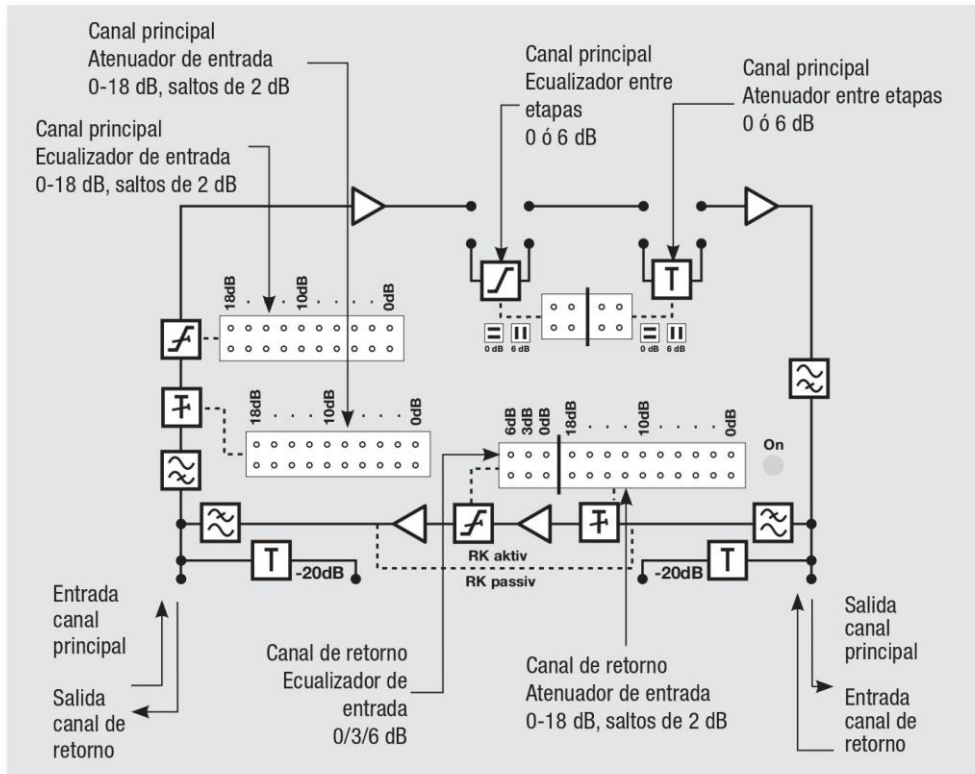 Canal principal
Atenuador de entrada
0-18 dB, saltos de 2 dB
Canal principal
Ecualizador entre
etapas
0 ó 6 dB
Canal principal
Atenuador entre etapas
0 ó 6 dB
Canal principal
Ecualizador de entrada
0-18 dB, saltos de 2 dB
18dB . . . 10dB . . . . 0dB
T
0 dB
6 dB
0 dB
6 dB
T
18dB . . . 10dB . . . . 0dB
6dB 3dB 0dB 18dB . . . 10dB . . . . 0dB
On
T
RK aktiv
RK passiv
T
-20dB
-20dB
T
Entrada
canal
principal
Salida
canal de
retorno
Canal de retorno
Ecualizador de
entrada
0/3/6 dB
Canal de retorno
Atenuador de entrada
0-18 dB, saltos de 2 dB
Salida
canal
principal
Entrada
canal de
retorno